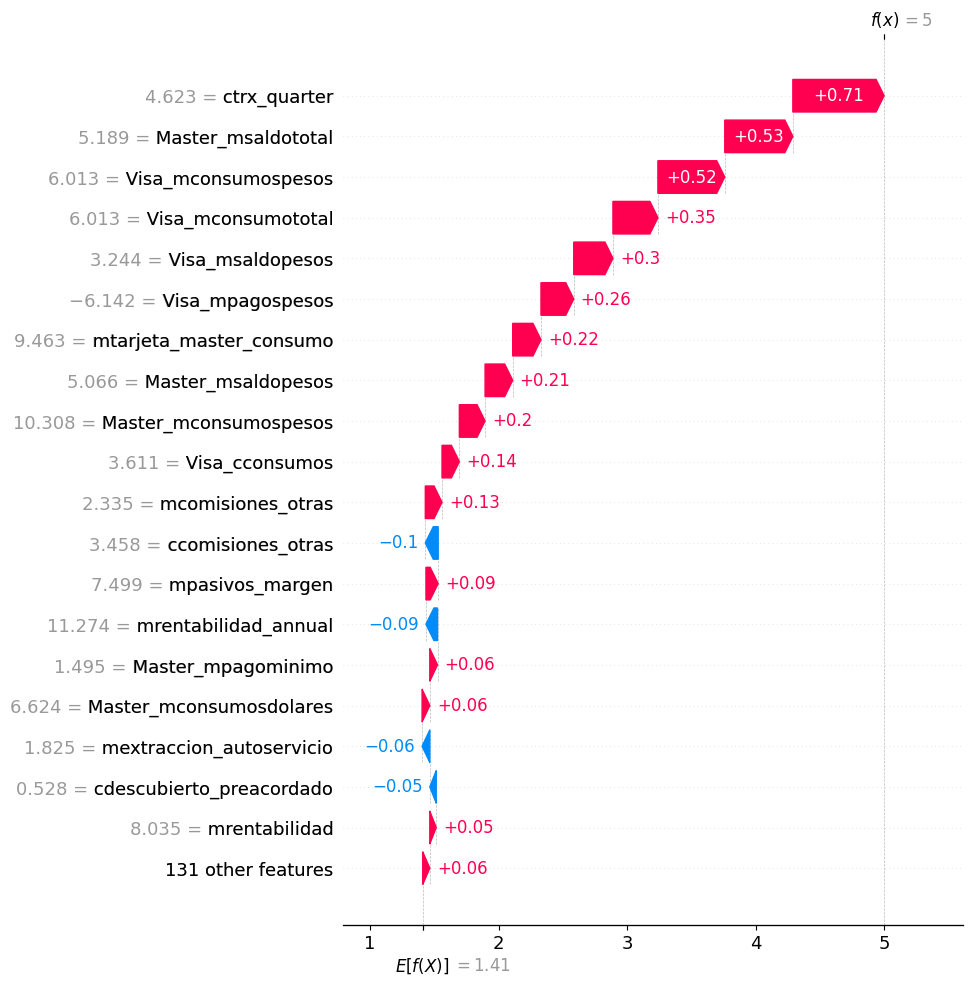 f(x) = 5
4.623 = ctrx_quarter +0.71
5.189 = Master_msaldototal +0.53
6.013 = Visa_mconsumospesos +0.52
6.013 = Visa_mconsumototal +0.35
3.244 = Visa_msaldopesos +0.3
−6.142 = Visa_mpagospesos +0.26
9.463 = mtarjeta_master_consumo +0.22
5.066 = Master_msaldopesos +0.21
10.308 = Master_mconsumospesos +0.2
3.611 = Visa_cconsumos +0.14
2.335 = mcomisiones_otras +0.13
3.458 = ccomisiones_otras −0.1
7.499 = mpasivos_margen +0.09
11.274 = mrentabilidad_annual −0.09
1.495 = Master_mpagominimo +0.06
6.624 = Master_mconsumosdolares +0.06
1.825 = mextraccion_autoservicio −0.06
0.528 = cdescubierto_preacordado −0.05
8.035 = mrentabilidad +0.05
131 other features +0.06
1 2 3 4 5
E[f(X)] = 1.41